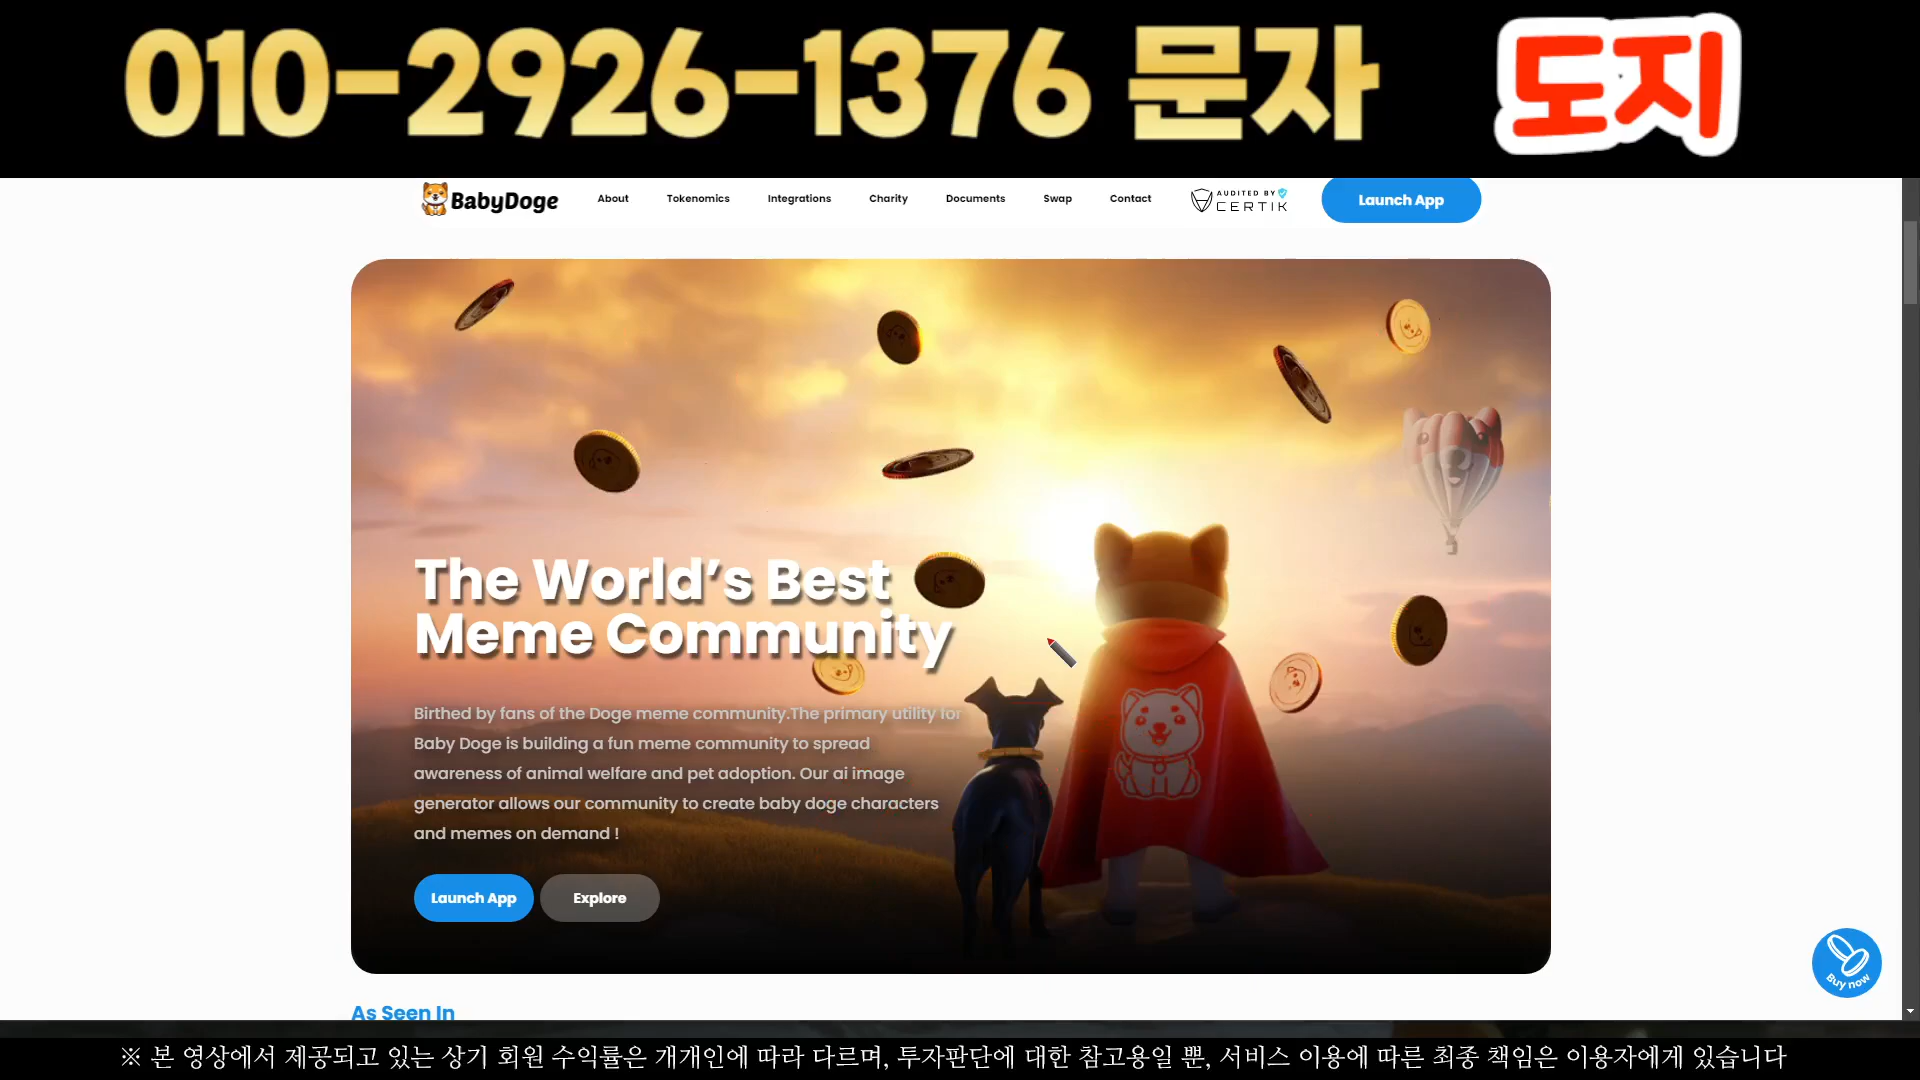 010-2926-1376 문자 도지
BabyDoge About Tokenomics Integrations Charity Documents Swap Contact AUDITED BY CERTIK Launch App
The World’s Best
Meme Community
Birthed by fans of the Doge meme community.The primary utility for
Baby Doge is building a fun meme community to spread
awareness of animal welfare and pet adoption. Our ai image
generator allows our community to create baby doge characters
and memes on demand !
Launch App Explore
Buy now
As Seen In
※ 본 영상에서 제공되고 있는 상기 회원 수익률은 개개인에 따라 다르며, 투자판단에 대한 참고용일 뿐, 서비스 이용에 따른 최종 책임은 이용자에게 있습니다